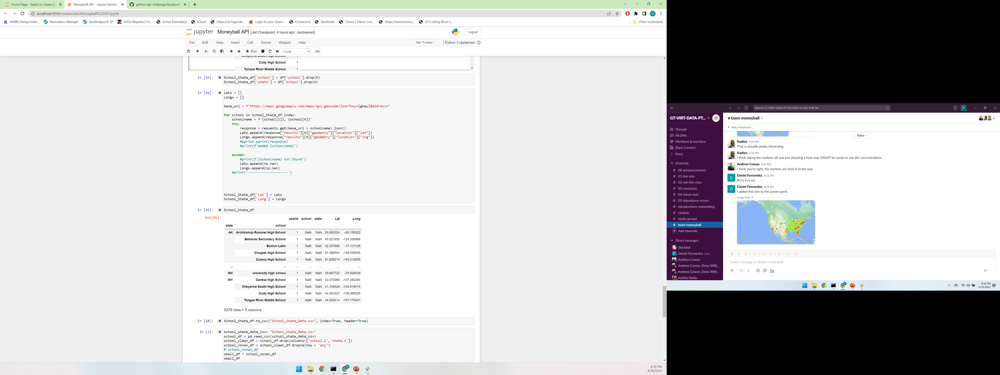 Home Page - Select or create a n
Moneyball API - Jupyter Noteboo
python-api-challenge/VacationPy
localhost:8888/notebooks/Moneyball%20API.ipynb
D
RARBG Rarbg Index...
Restoration Manager
XactAnalysis® SP
FitGirl Repacks | Th...
Active Estimate(s)
iCloud
https://cb.hsgcode...
Login to your Guest...
Conservice
Xactimate
Claims | Claims Con...
https://www.bootca...
GT-Coding-Boot-C...
Other bookmarks
jupyter Moneyball API Last Checkpoint: 4 hours ago (autosaved)
Logout
File Edit View Insert Cell Kernel Widgets Help
Not Trusted
Python 3 (ipykernel)
Run
Code
Cheyenne South High School 1
Cody High School 1
Tongue River Middle School 1
In [43]:
School_State_df['school'] = df['school'].drop(0)
School_State_df['state'] = df['school'].drop(0)
In [44]:
Lats = []
Longs = []
base_url = f"https://maps.googleapis.com/maps/api/geocode/json?key={gkey}&address="
for school in School_State_df.index:
schoolname = f'{school[1]}, {school[0]}'
try:
response = requests.get(base_url + schoolname).json()
Lats.append(response["results"][0]["geometry"]["location"]["lat"])
Longs.append(response["results"][0]["geometry"]["location"]["lng"])
#pprint.pprint(response)
#print(f'added {schoolname}')
except:
#print(f'{schoolname} not found')
Lats.append(np.nan)
Longs.append(np.nan)
#print('--------------------')
School_State_df['Lat'] = Lats
School_State_df['Long'] = Longs
In [45]:
School_State_df
Out[45]:
userId school state Lat Long
state school
AK Archbishop Rummel High School 1 NaN NaN 29.990024 -90.159322
Ballenas Secondary School 1 NaN NaN 49.321930 -124.338968
Boston Latin 1 NaN NaN 42.337889 -71.101128
Chugiak High School 1 NaN NaN 61.368534 -149.536555
Colony High School 1 NaN NaN 61.608210 -149.212695
... ... ... ... ... ... ...
WV university high school 1 NaN NaN 39.687722 -79.928539
WY Central High School 1 NaN NaN 43.075968 -107.290284
Cheyenne South High School 1 NaN NaN 41.108425 -104.818474
Cody High School 1 NaN NaN 44.524327 -109.068325
Tongue River Middle School 1 NaN NaN 44.906414 -107.175451
5379 rows × 5 columns
In [48]:
School_State_df.to_csv("School_State_Data.csv", index=True, header=True)
In [2]:
school_state_data_csv= "School_State_Data.csv"
school_df = pd.read_csv(school_state_data_csv)
school_clean_df = school_df.drop(columns=['school.1','state.1'])
school_nonan_df = school_clean_df.dropna(how = 'any')
# school_nonan_df
small_df = school_nonan_df
small_df
8:36 PM
4/30/2022
Search GT-VIRT-DATA-PT-03-2022-U-LOL-MW (A)
D
GT-VIRT-DATA-PT...
Threads
All DMs
Mentions & reactions
Slack Connect
More
Channels
# 00-announcements
# 01-live-mw
# 02-ask-the-class
# 03-resources
# 04-shout-outs
# 05-attendance-errors
# introductions-networking
# random
# study-groups
# team-moneyball
+ Add channels
Direct messages
Slackbot
Daniel Fernandez you
Andrew Cowan
2 Andrew Cowan, Drew Willi...
3 Andrew Cowan, Drew Willi...
Anisha Naidu
# team-moneyball
6
+ Add a bookmark
Today
Kadien 5:24 PM
That is actually pretty interesting
Kadien 5:35 PM
I think taking the markers off and just showing a heat map MIGHT be easier to see the concentrations
Andrew Cowan 6:02 PM
I think you're right, the markers are kind of in the way
D
Daniel Fernandez 8:12 PM
Ill try in a sec
D
Daniel Fernandez 8:34 PM
I added this one to the power point.
image.png
Send a message to #team-moneyball
Aa
8:36 PM
4/30/2022
6